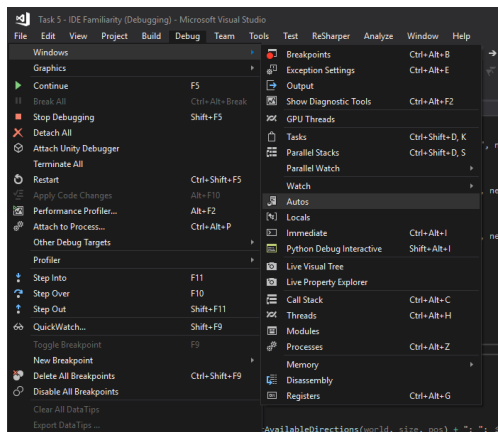 Task 5 - IDE Familiarity (Debugging) - Microsoft Visual Studio
File Edit View Project Build Debug Team Tools Test ReSharper Analyze Window Help
Windows
Graphics
Continue F5
Break All Ctrl+Alt+Break
Stop Debugging Shift+F5
Detach All
Attach Unity Debugger
Terminate All
Restart Ctrl+Shift+F5
Apply Code Changes Alt+F10
Performance Profiler... Alt+F2
Attach to Process... Ctrl+Alt+P
Other Debug Targets
Profiler
Step Into F11
Step Over F10
Step Out Shift+F11
QuickWatch... Shift+F9
Toggle Breakpoint F9
New Breakpoint
Delete All Breakpoints Ctrl+Shift+F9
Disable All Breakpoints
Clear All DataTips
Export DataTips ...
Breakpoints Ctrl+Alt+B
Exception Settings Ctrl+Alt+E
Output
Show Diagnostic Tools Ctrl+Alt+F2
GPU Threads
Tasks Ctrl+Shift+D, K
Parallel Stacks Ctrl+Shift+D, S
Parallel Watch
Watch
Autos
Locals
Immediate Ctrl+Alt+I
Python Debug Interactive Shift+Alt+I
Live Visual Tree
Live Property Explorer
Call Stack Ctrl+Alt+C
Threads Ctrl+Alt+H
Modules
Processes Ctrl+Alt+Z
Memory
Disassembly
Registers Ctrl+Alt+G
", n
, ne
, ne
AvailableDirections(world, size, pos) + ": ";